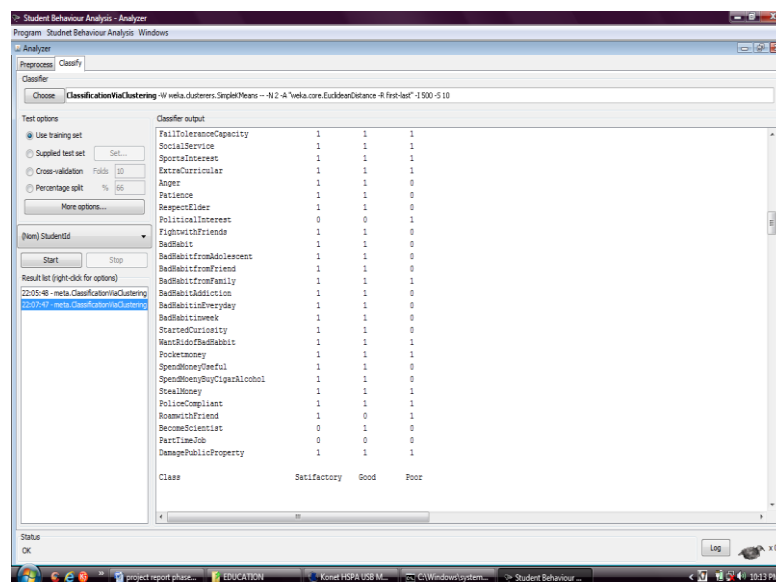 Student Behaviour Analysis - Analyzer
Program Studnet Behaviour Analysis Windows
Analyzer
Preprocess Classify
Classifier
Choose ClassificationViaClustering -W weka.clusterers.SimpleKMeans -- -N 2 -A "weka.core.EuclideanDistance -R first-last" -I 500 -S 10
Test options
Use training set
Supplied test set Set...
Cross-validation Folds 10
Percentage split % 66
More options...
(Nom) StudentId
Start Stop
Result list (right-click for options)
22:05:48 - meta.ClassificationViaClustering
22:07:47 - meta.ClassificationViaClustering
Classifier output
FailToleranceCapacity 1 1 1
SocialService 1 1 1
SportsInterest 1 1 1
ExtraCurricular 1 1 1
Anger 1 1 0
Patience 1 1 0
RespectElder 1 1 0
PoliticalInterest 0 0 1
FightwithFriends 1 1 0
BadHabit 1 1 0
BadHabitfromAdolescent 1 1 0
BadHabitfromFriend 1 1 0
BadHabitfromFamily 1 1 1
BadHabitAddiction 1 1 0
BadHabitinEveryday 1 1 0
BadHabitinweek 1 1 0
StartedCuriosity 1 1 0
WantRidofBadHabbit 1 1 1
Pocketmoney 1 1 1
SpendMoneyUseful 1 1 0
SpendMoenyBuyCigarAlcohol 1 1 0
StealMoney 1 1 1
PoliceCompliant 1 1 1
RoamwithFriend 1 0 1
BecomeScientist 0 1 0
PartTimeJob 0 0 0
DamagePublicProperty 1 1 1
Class Satifactory Good Poor
Status
OK
Log x 0
project report phase... EDUCATION Konet HSPA USB M... C:\Windows\system... Student Behaviour ... 10:13 PM